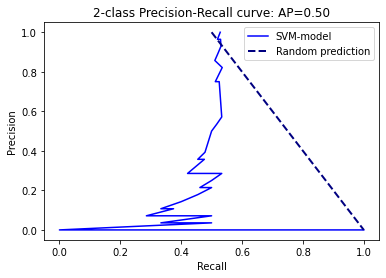 2-class Precision-Recall curve: AP=0.50
SVM-model
Random prediction
Precision
1.0
0.8
0.6
0.4
0.2
0.0
0.0 0.2 0.4 0.6 0.8 1.0
Recall